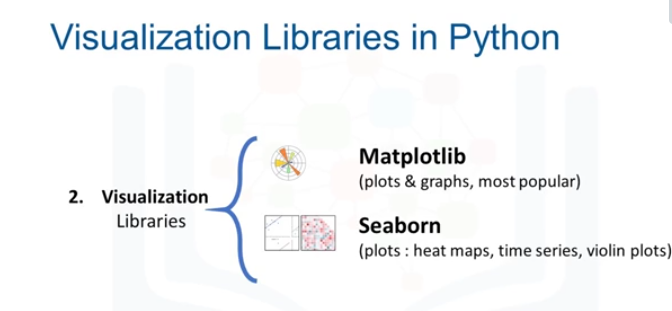 Visualization Libraries in Python
2. Visualization
Libraries
Matplotlib
(plots & graphs, most popular)
Seaborn
(plots : heat maps, time series, violin plots)